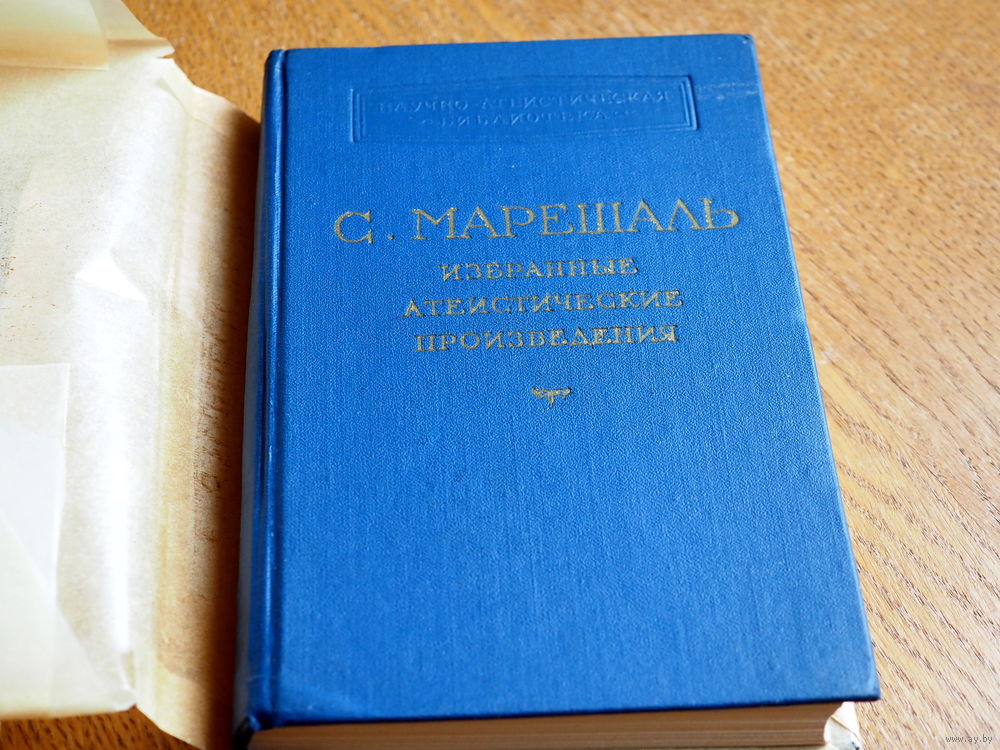 НАУЧНО-АТЕИСТИЧЕСКАЯ
БИБЛИОТЕКА
С. МАРЕШАЛЬ
ИЗБРАННЫЕ
АТЕИСТИЧЕСКИЕ
ПРОИЗВЕДЕНИЯ
www.ay.by